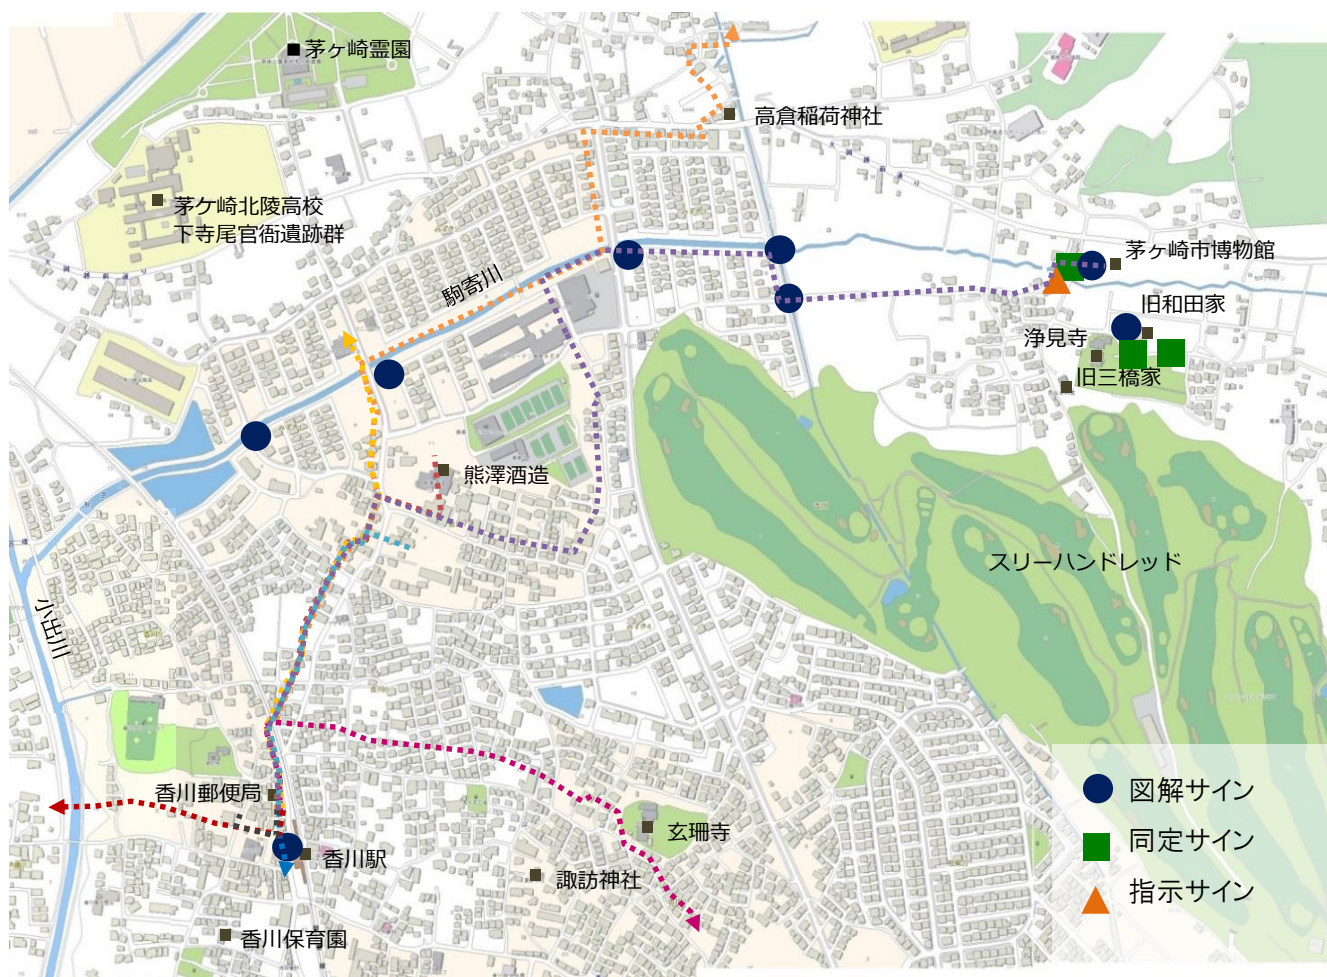 茅ヶ崎霊園
高倉稲荷神社
茅ケ崎北陵高校
下寺尾官衙遺跡群
茅ヶ崎市博物館
駒寄川
旧和田家
浄見寺
旧三橋家
熊澤酒造
スリーハンドレッド
小出川
香川郵便局
図解サイン
玄珊寺
同定サイン
香川駅
諏訪神社
指示サイン
香川保育園